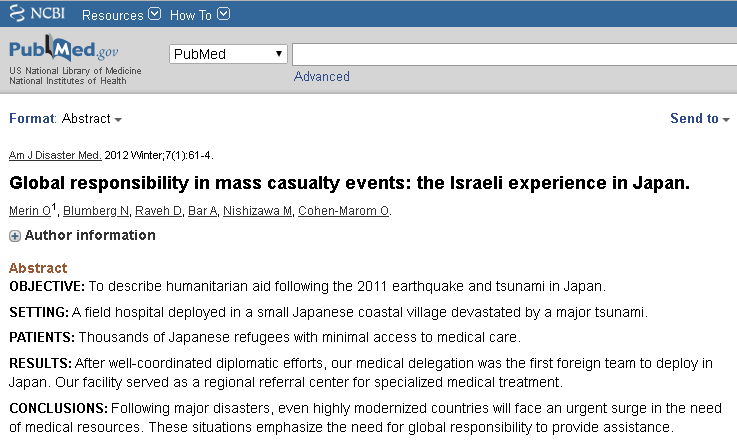 NCBI Resources How To
PubMed.gov
US National Library of Medicine
National Institutes of Health
PubMed
Advanced
Format: Abstract
Send to
Am J Disaster Med. 2012 Winter;7(1):61-4.
Global responsibility in mass casualty events: the Israeli experience in Japan.
Merin O1, Blumberg N, Raveh D, Bar A, Nishizawa M, Cohen-Marom O.
Author information
Abstract
OBJECTIVE: To describe humanitarian aid following the 2011 earthquake and tsunami in Japan.
SETTING: A field hospital deployed in a small Japanese coastal village devastated by a major tsunami.
PATIENTS: Thousands of Japanese refugees with minimal access to medical care.
RESULTS: After well-coordinated diplomatic efforts, our medical delegation was the first foreign team to deploy in
Japan. Our facility served as a regional referral center for specialized medical treatment.
CONCLUSIONS: Following major disasters, even highly modernized countries will face an urgent surge in the need
of medical resources. These situations emphasize the need for global responsibility to provide assistance.